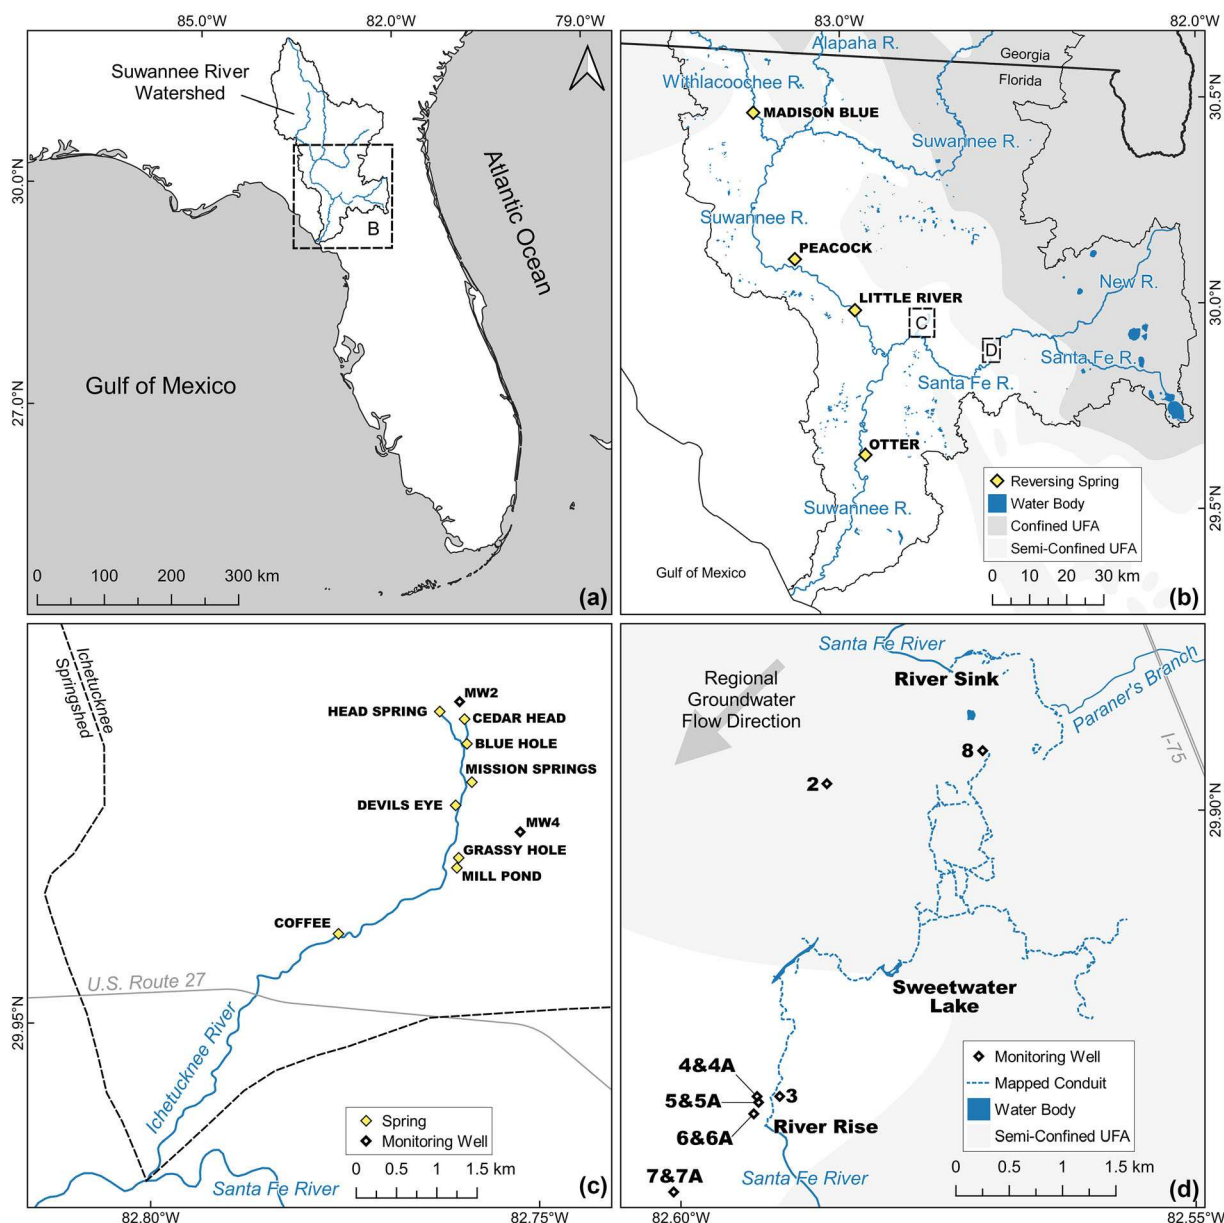 85.0°W
82.0°W
79.0°W
30.0°N
27.0°N
Suwannee River
Watershed
B
Atlantic Ocean
Gulf of Mexico
0
100
200
300 km
(a)
83.0°W
82.0°W
30.5°N
30.0°N
29.5°N
Alapaha R.
Georgia
Florida
Withlacoochee R.
MADISON BLUE
Suwannee R.
Suwannee R.
PEACOCK
LITTLE RIVER
New R.
C
D
Santa Fe R.
Santa Fe R.
OTTER
Suwannee R.
Gulf of Mexico
Reversing Spring
Water Body
Confined UFA
Semi-Confined UFA
0
10
20
30 km
(b)
Ichetucknee
Springshed
MW2
HEAD SPRING
CEDAR HEAD
BLUE HOLE
MISSION SPRINGS
DEVILS EYE
MW4
GRASSY HOLE
MILL POND
COFFEE
U.S. Route 27
29.95°N
Ichetucknee River
Spring
Monitoring Well
0
0.5
1
1.5 km
Santa Fe River
(c)
82.80°W
82.75°W
Santa Fe River
Regional
Groundwater
Flow Direction
River Sink
Paraner's Branch
I-75
8
2
29.90°N
Sweetwater
Lake
4&4A
5&5A
3
6&6A
River Rise
7&7A
Santa Fe River
Monitoring Well
Mapped Conduit
Water Body
Semi-Confined UFA
0
0.5
1
1.5 km
(d)
82.60°W
82.55°W